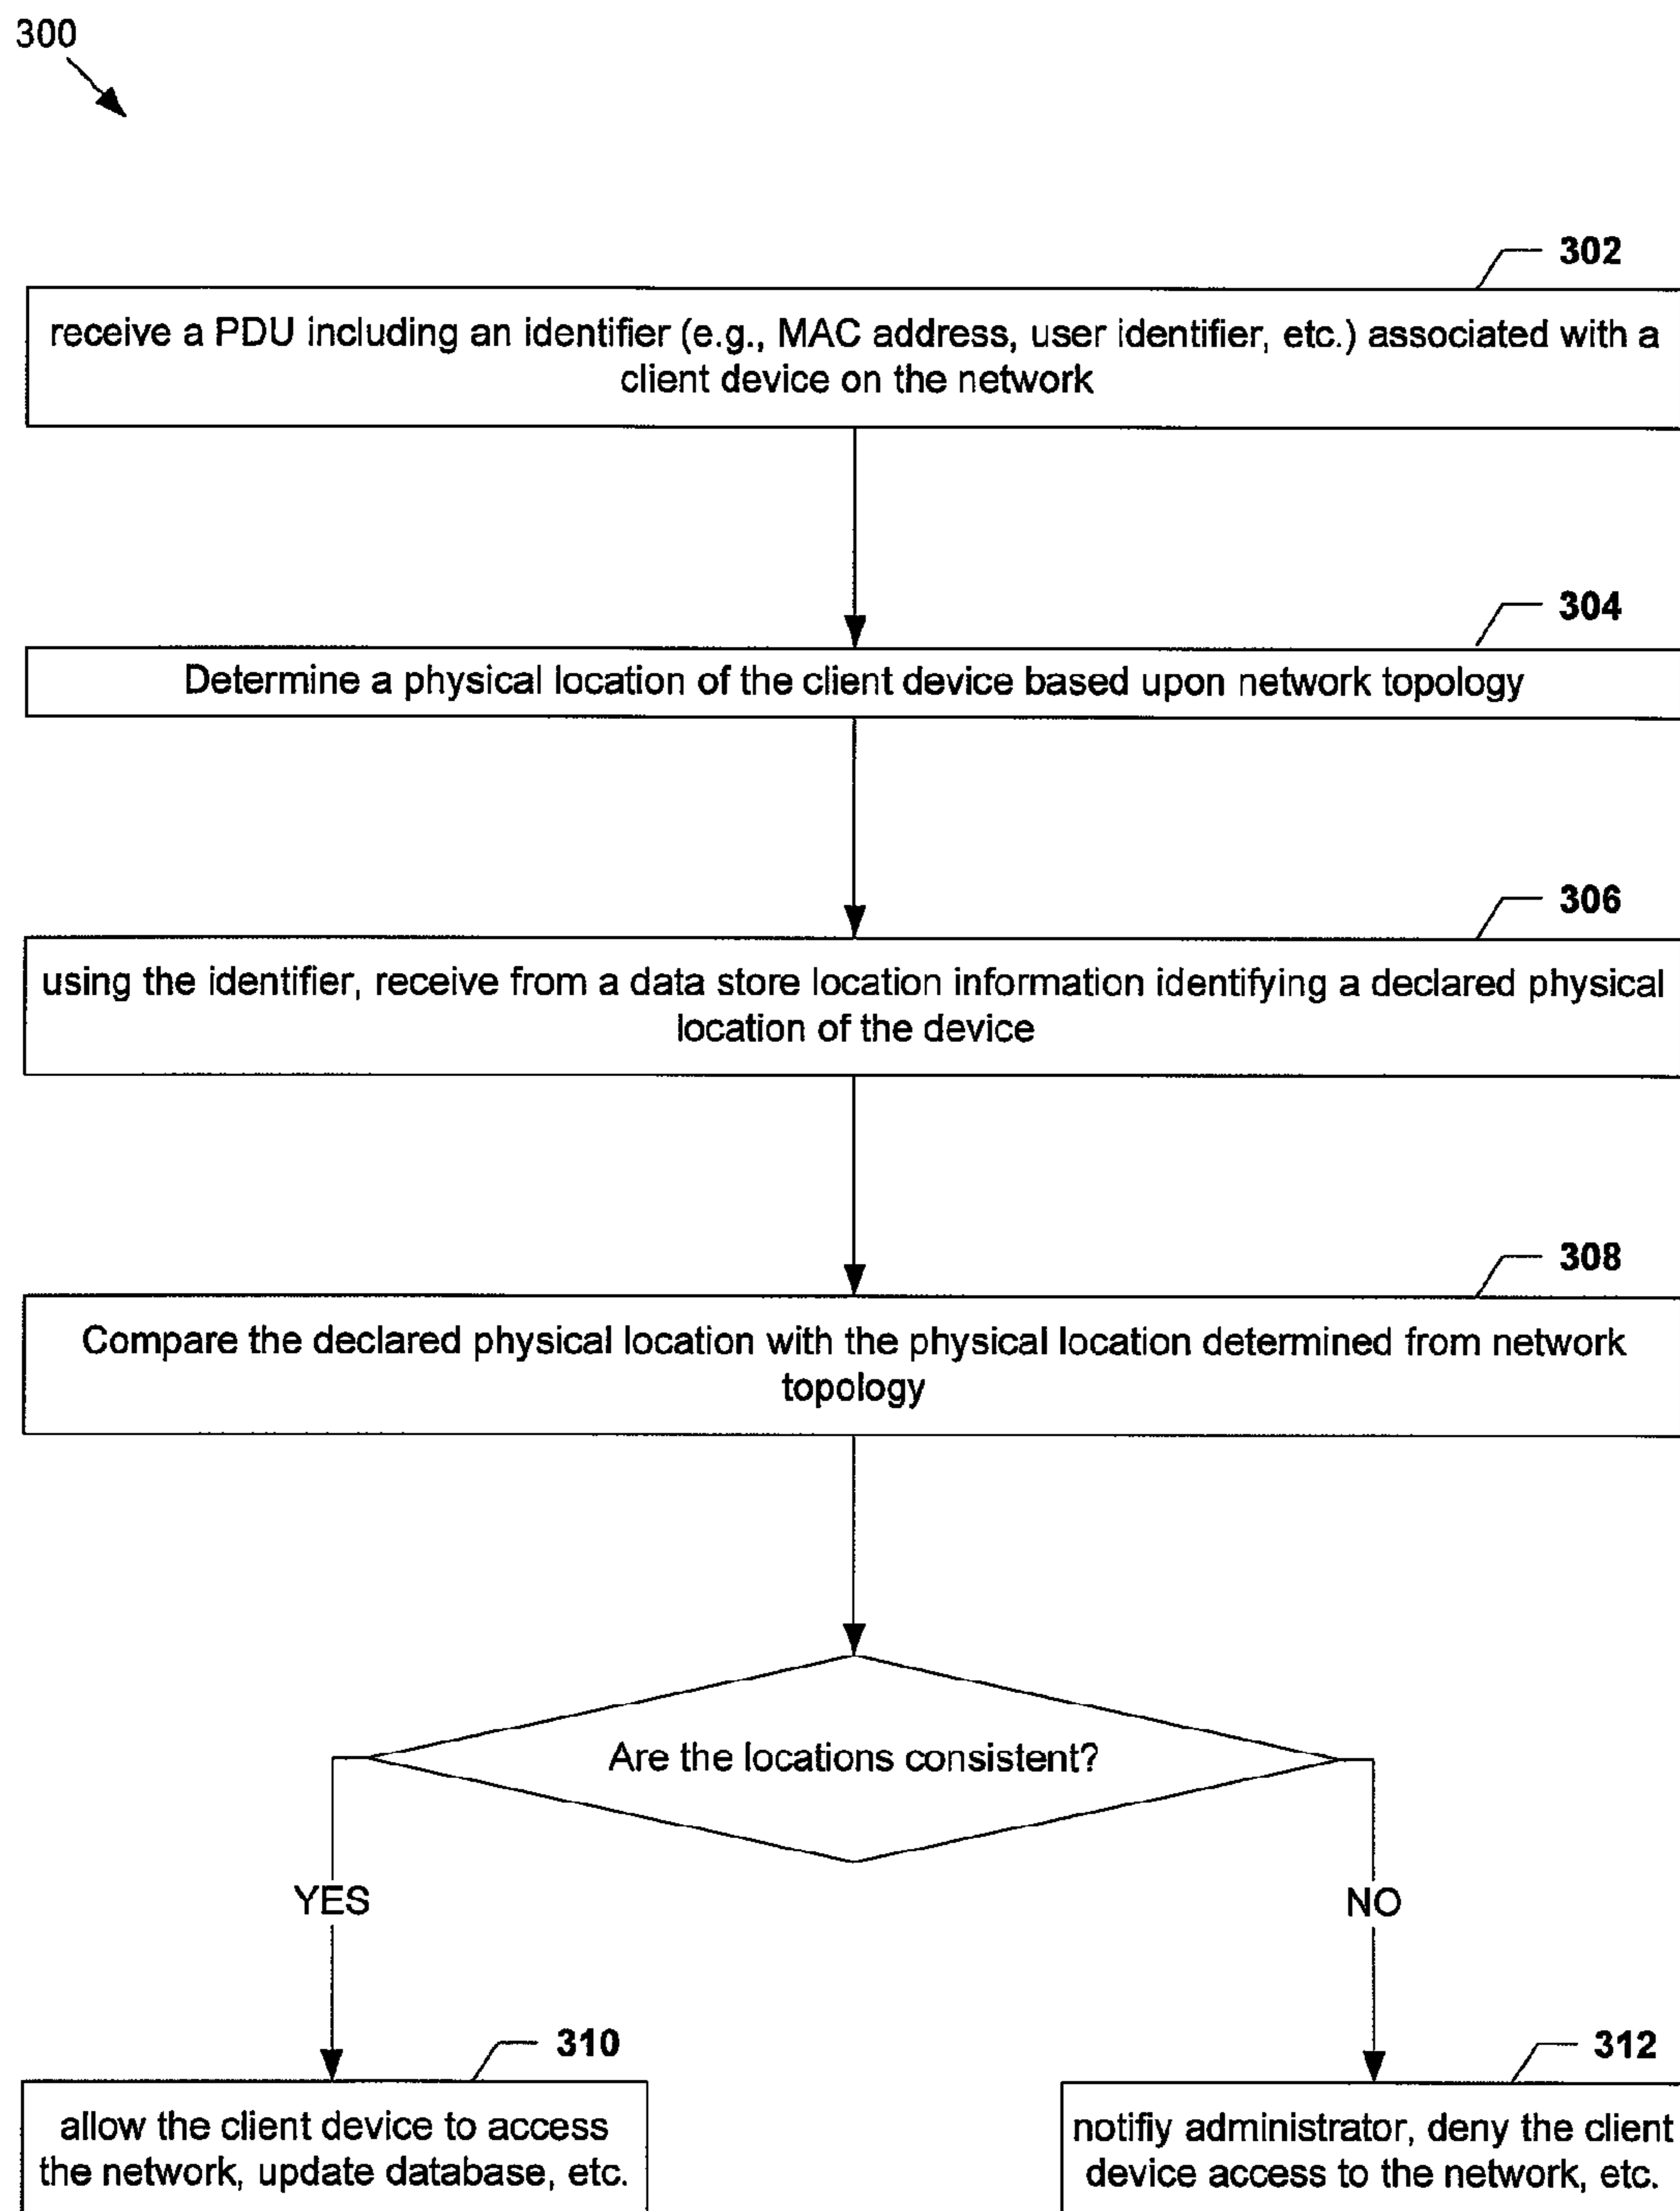 300
302
receive a PDU including an identifier (e.g., MAC address, user identifier, etc.) associated with a
client device on the network
304
Determine a physical location of the client device based upon network topology
306
using the identifier, receive from a data store location information identifying a declared physical
location of the device
308
Compare the declared physical location with the physical location determined from network
topology
Are the locations consistent?
YES
NO
310
allow the client device to access
the network, update database, etc.
312
notifiy administrator, deny the client
device access to the network, etc.